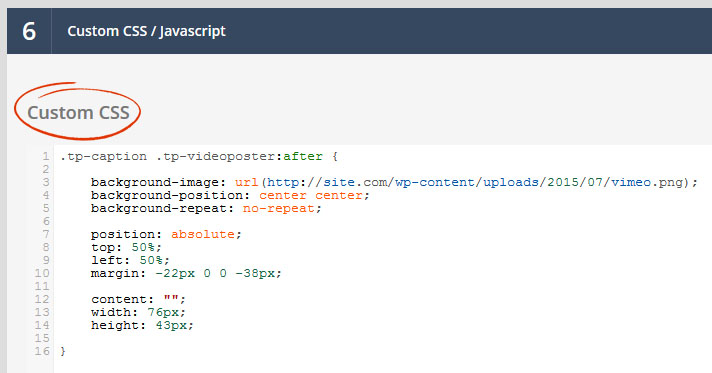 6 Custom CSS / Javascript
Custom CSS
1 .tp-caption .tp-videoposter:after {
2
3 background-image: url(http://site.com/wp-content/uploads/2015/07/vimeo.png);
4 background-position: center center;
5 background-repeat: no-repeat;
6
7 position: absolute;
8 top: 50%;
9 left: 50%;
10 margin: -22px 0 0 -38px;
11
12 content: "";
13 width: 76px;
14 height: 43px;
15
16 }